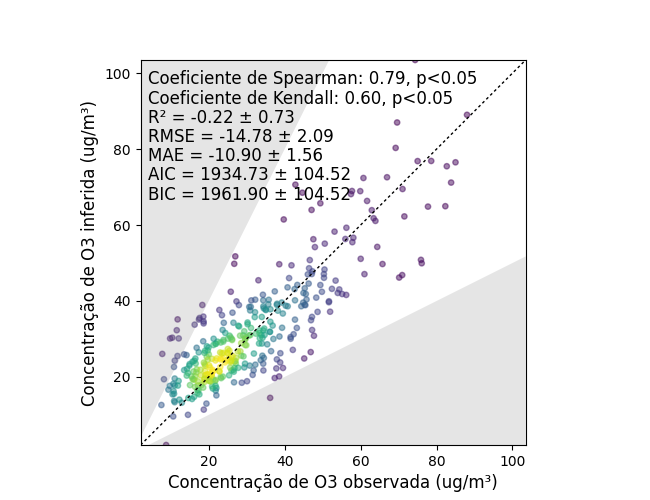 Coeficiente de Spearman: 0.79, p<0.05
Coeficiente de Kendall: 0.60, p<0.05
R² = -0.22 ± 0.73
RMSE = -14.78 ± 2.09
MAE = -10.90 ± 1.56
AIC = 1934.73 ± 104.52
BIC = 1961.90 ± 104.52
Concentração de O3 inferida (ug/m³)
100
80
60
40
20
20 40 60 80 100
Concentração de O3 observada (ug/m³)